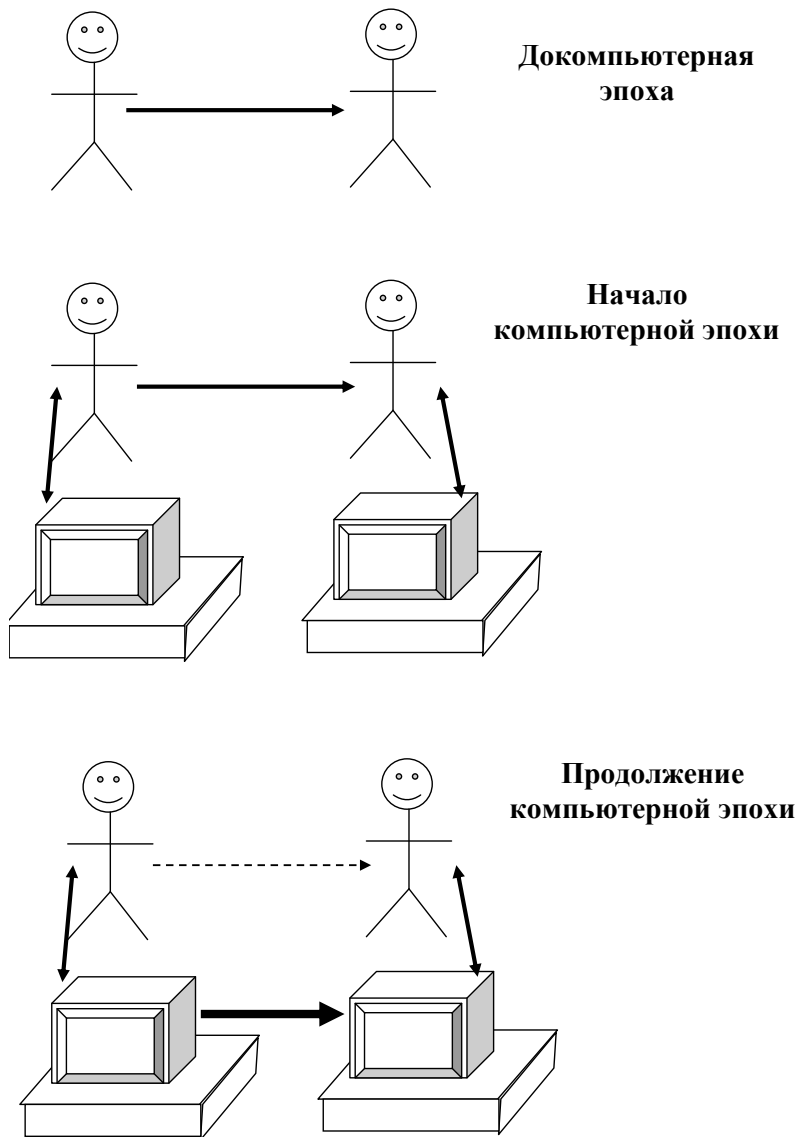 Докомпьютерная
эпоха
Начало
компьютерной эпохи
Продолжение
компьютерной эпохи